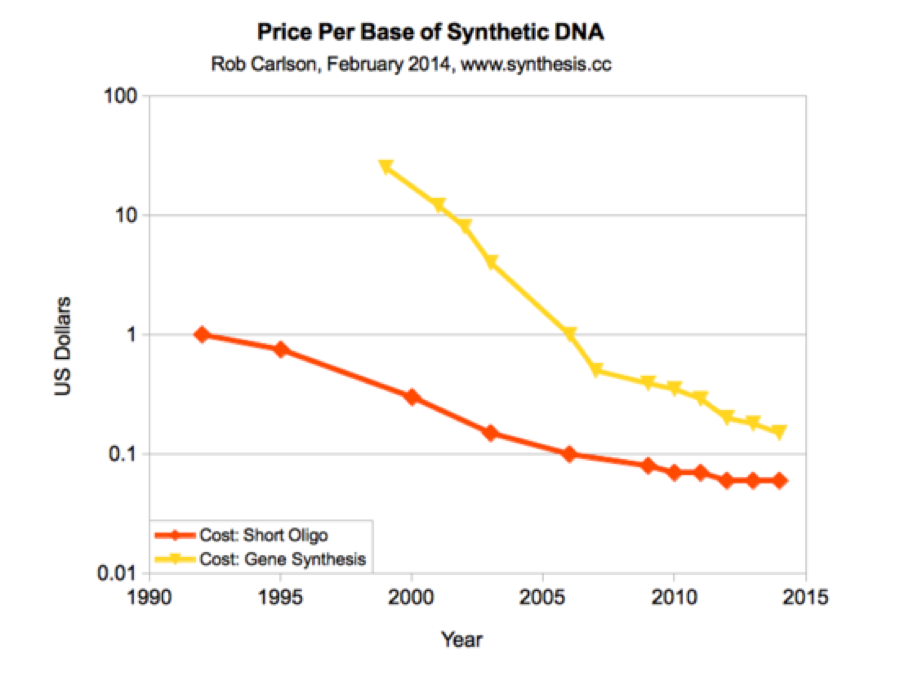 Price Per Base of Synthetic DNA
Rob Carlson, February 2014, www.synthesis.cc
100
10
1
0.1
0.01
US Dollars
Cost: Short Oligo
Cost: Gene Synthesis
1990 1995 2000 2005 2010 2015
Year